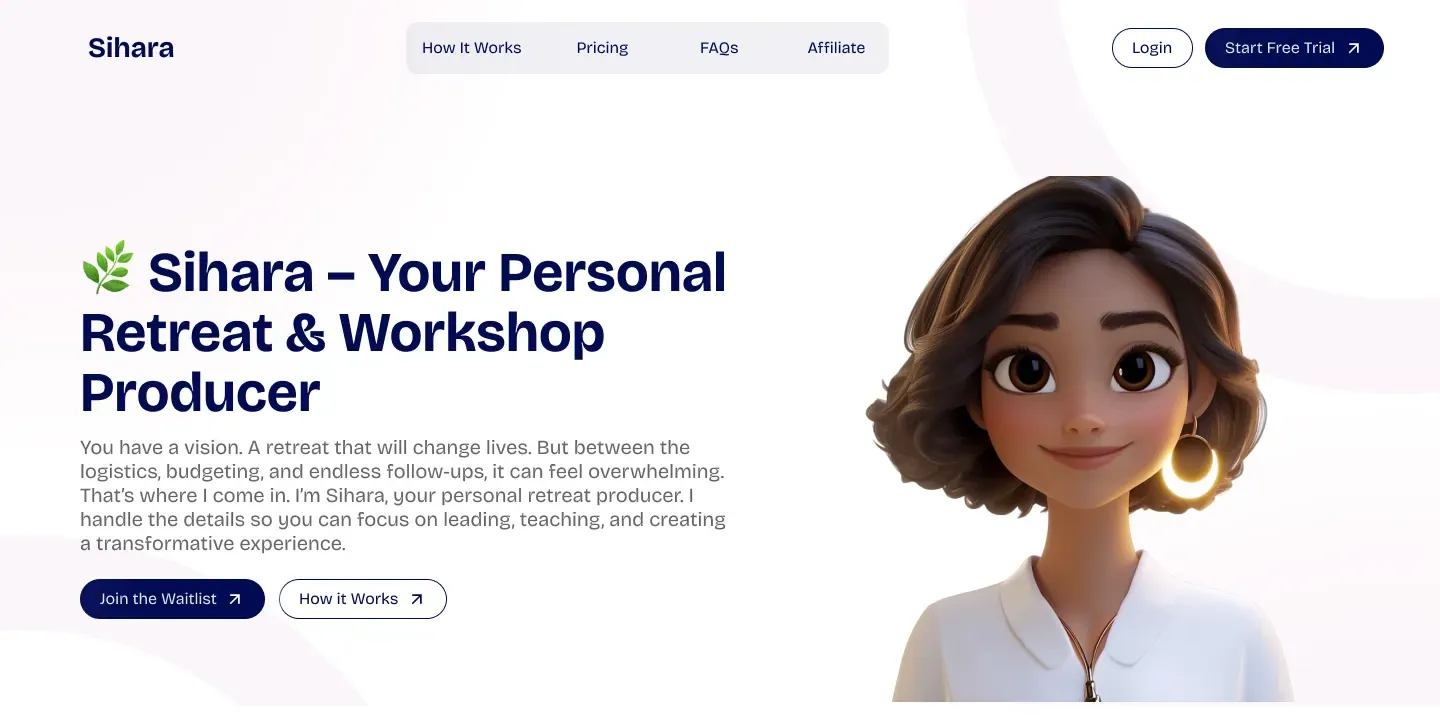 Sihara
How It Works
Pricing
FAQs
Affiliate
Login
Start Free Trial
🌿 Sihara – Your Personal
Retreat & Workshop
Producer
You have a vision. A retreat that will change lives. But between the
logistics, budgeting, and endless follow-ups, it can feel overwhelming.
That’s where I come in. I’m Sihara, your personal retreat producer. I
handle the details so you can focus on leading, teaching, and creating
a transformative experience.
Join the Waitlist
How it Works